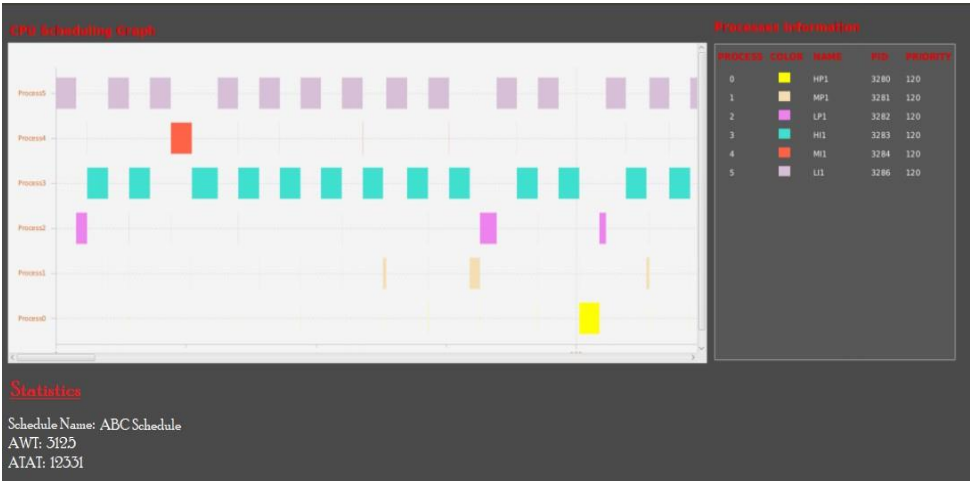 CPU Scheduling Graph
Process5
Process4
Process3
Process2
Process1
Process0
Processes Information
PROCESS COLOR NAME PID PRIORITY
0 HP1 3280 120
1 MP1 3281 120
2 LP1 3282 120
3 HI1 3283 120
4 MI1 3284 120
5 LI1 3286 120
Statistics
Schedule Name: ABC Schedule
AWT: 3125
ATAT: 12331